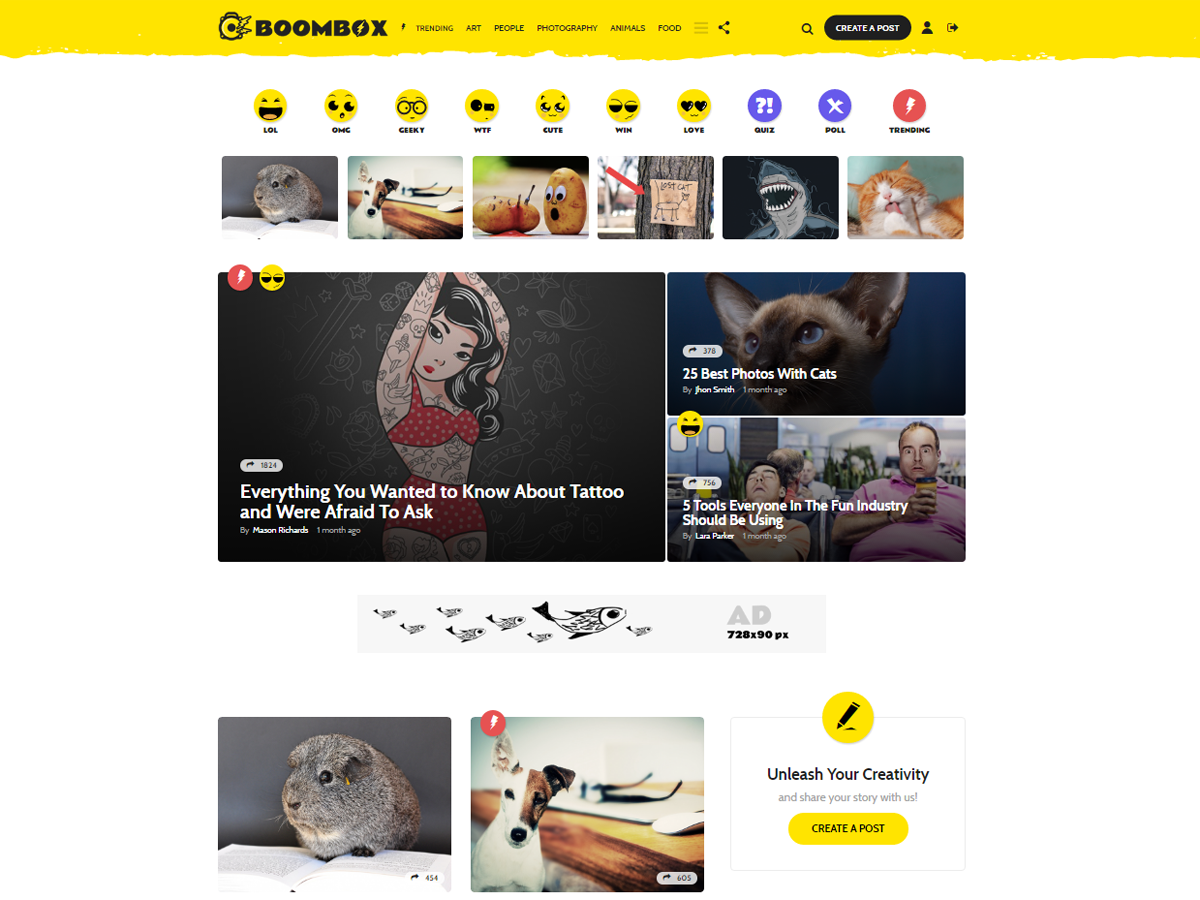 BOOMBOX
TRENDING ART PEOPLE PHOTOGRAPHY ANIMALS FOOD
CREATE A POST
LOL OMG GEEKY WTF CUTE WIN LOVE QUIZ POLL TRENDING
?!
LOST CAT
1824
Everything You Wanted to Know About Tattoo
and Were Afraid To Ask
By Mason Richards 1 month ago
378
25 Best Photos With Cats
By Jhon Smith 1 month ago
756
5 Tools Everyone In The Fun Industry
Should Be Using
By Lara Parker 1 month ago
AD
728x90 px
454
605
Unleash Your Creativity
and share your story with us!
CREATE A POST